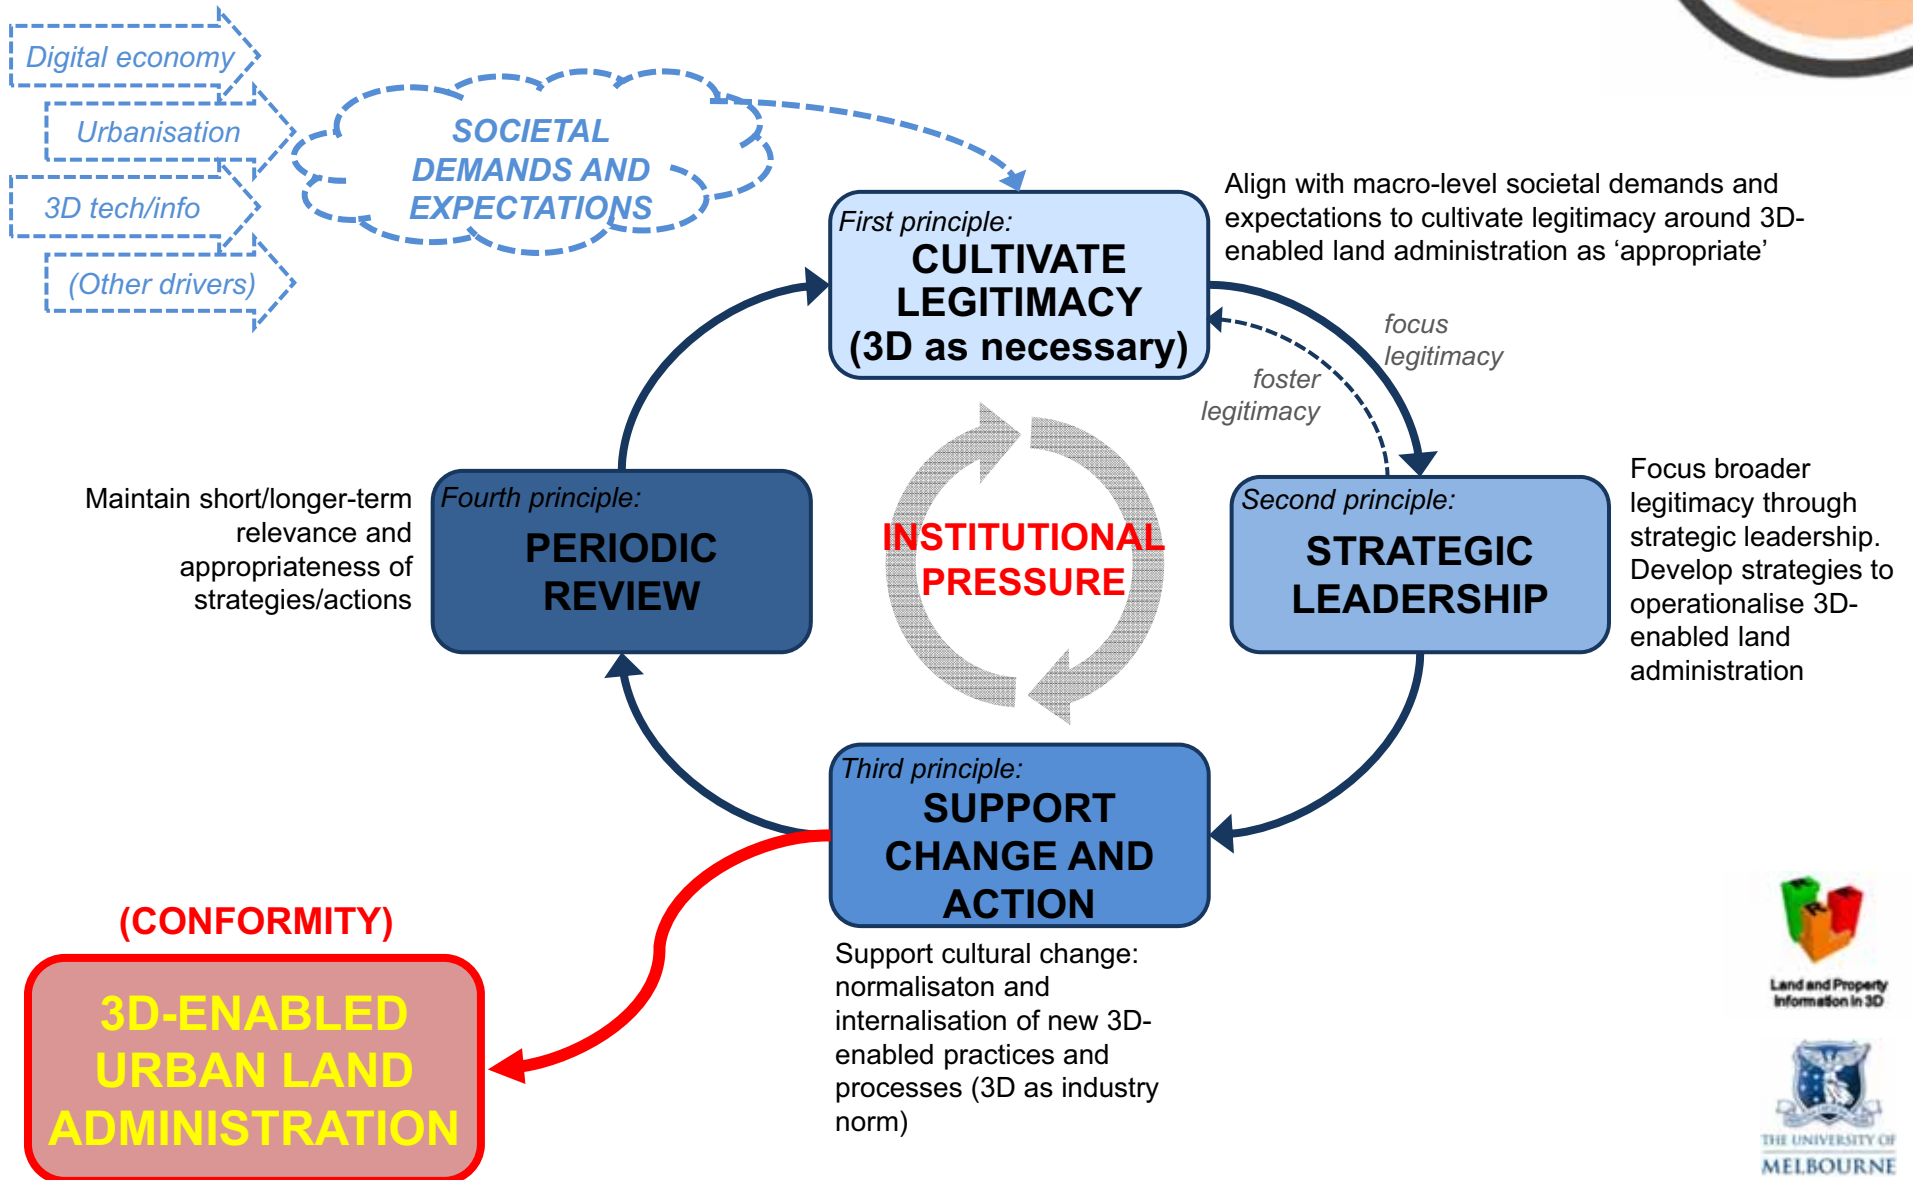 Digital economy
Urbanisation
3D tech/info
(Other drivers)
SOCIETAL
DEMANDS AND
EXPECTATIONS
First principle:
CULTIVATE
LEGITIMACY
(3D as necessary)
Align with macro-level societal demands and
expectations to cultivate legitimacy around 3D-
enabled land administration as ‘appropriate’
focus
legitimacy
foster
legitimacy
Second principle:
STRATEGIC
LEADERSHIP
Focus broader
legitimacy through
strategic leadership.
Develop strategies to
operationalise 3D-
enabled land
administration
INSTITUTIONAL
PRESSURE
Maintain short/longer-term
relevance and
appropriateness of
strategies/actions
Fourth principle:
PERIODIC
REVIEW
Third principle:
SUPPORT
CHANGE AND
ACTION
Support cultural change:
normalisaton and
internalisation of new 3D-
enabled practices and
processes (3D as industry
norm)
(CONFORMITY)
3D-ENABLED
URBAN LAND
ADMINISTRATION
Land and Property
Information in 3D
THE UNIVERSITY OF
MELBOURNE